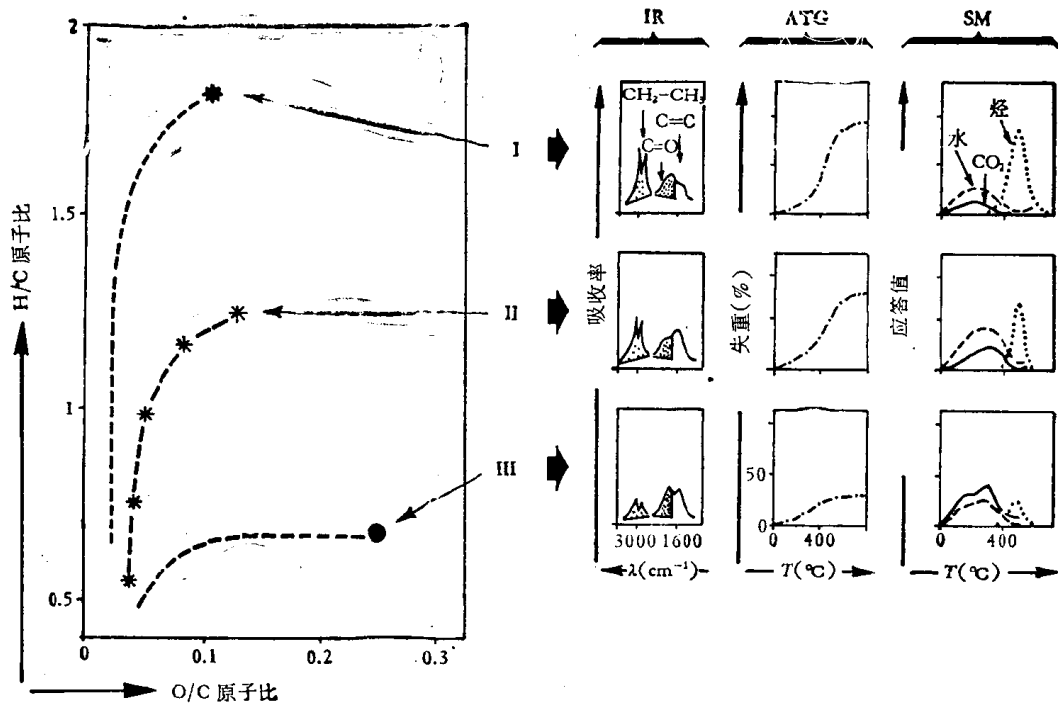 IR
ATG
SM
2
1.5
1
0.5
0
0.1
0.2
0.3
H/C 原子比
O/C 原子比
I
II
III
CH₂-CH₃
C=C
C=O
吸收率
3000 1600
λ(cm⁻¹)
失重(%)
50
0
0 400
T(℃)
应答值
水
CO₂
烃
0 400
T(℃)